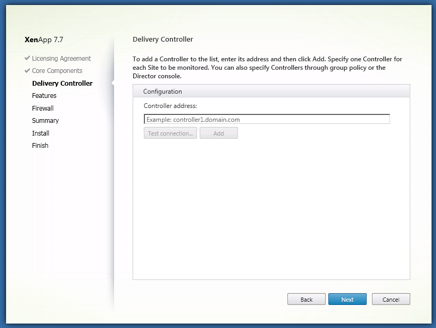 XenApp 7.7
Licensing Agreement
Core Components
Delivery Controller
Features
Firewall
Summary
Install
Finish
Delivery Controller
To add a Controller to the list, enter its address and then click Add. Specify one Controller for
each Site to be monitored. You can also specify Controllers through group policy or the
Director console.
Configuration
Controller address:
Example: controller1.domain.com
Test connection...
Add
Back
Next
Cancel